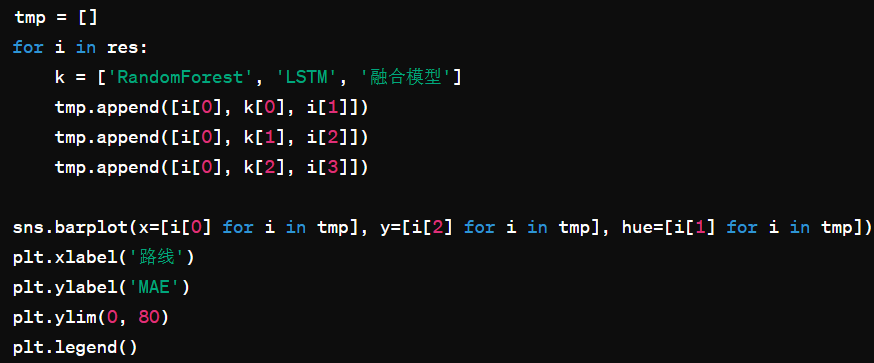 tmp = []
for i in res:
    k = ['RandomForest', 'LSTM', '融合模型']
    tmp.append([i[0], k[0], i[1]])
    tmp.append([i[0], k[1], i[2]])
    tmp.append([i[0], k[2], i[3]])

sns.barplot(x=[i[0] for i in tmp], y=[i[2] for i in tmp], hue=[i[1] for i in tmp])
plt.xlabel('路线')
plt.ylabel('MAE')
plt.ylim(0, 80)
plt.legend()